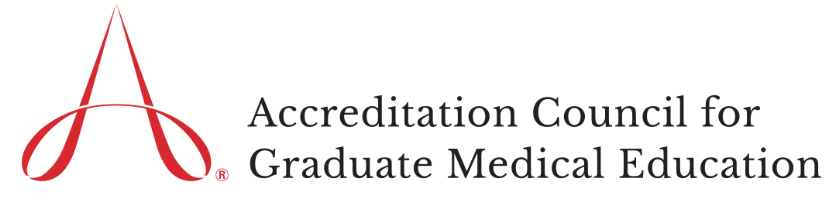 ®
Accreditation Council for
Graduate Medical Education